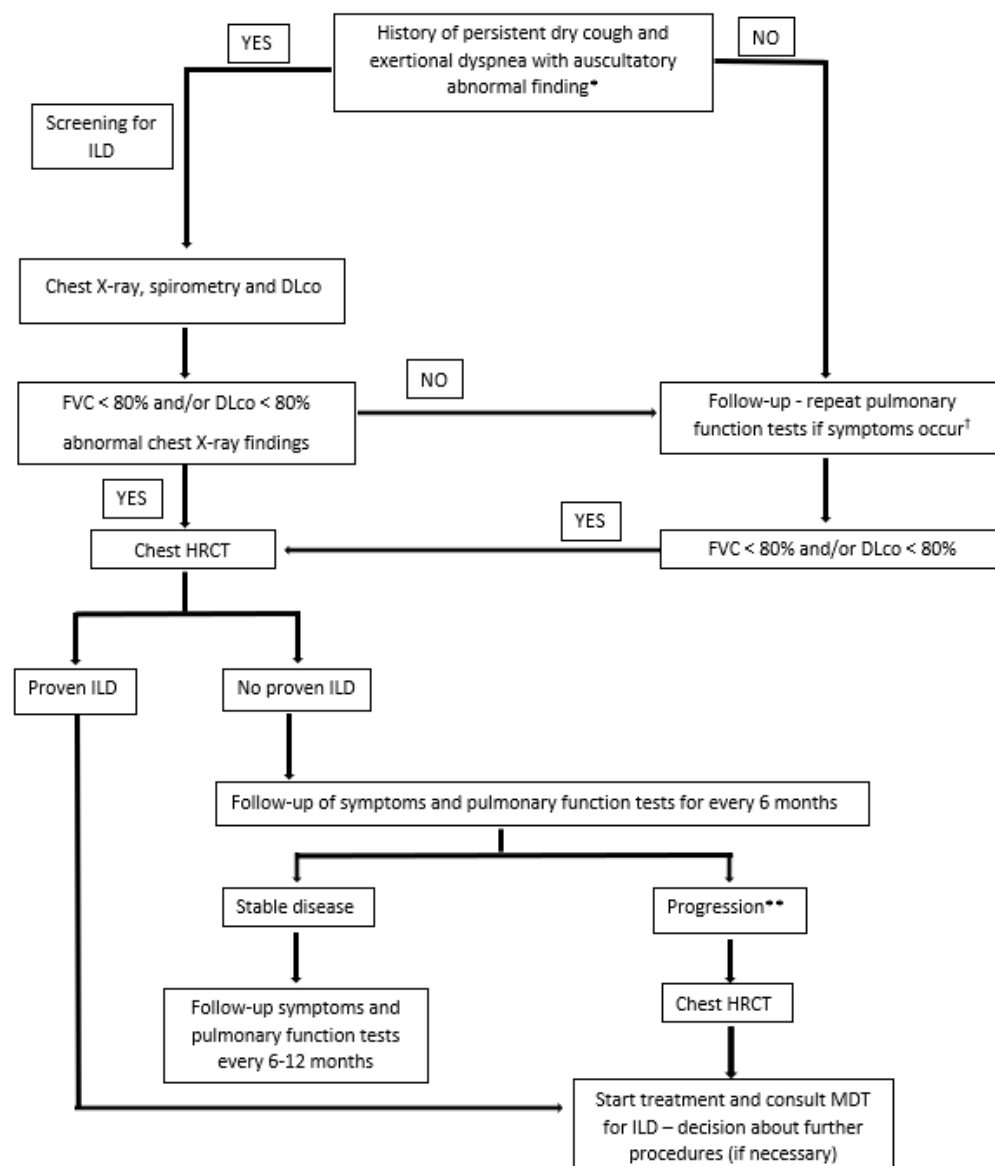 YES
History of persistent dry cough and
exertional dyspnea with auscultatory
abnormal finding*
NO
Screening for
ILD
Chest X-ray, spirometry and DLco
FVC < 80% and/or DLco < 80%
abnormal chest X-ray findings
NO
Follow-up - repeat pulmonary
function tests if symptoms occur†
YES
Chest HRCT
YES
FVC < 80% and/or DLco < 80%
Proven ILD
No proven ILD
Follow-up of symptoms and pulmonary function tests for every 6 months
Stable disease
Progression**
Follow-up symptoms and
pulmonary function tests
every 6-12 months
Chest HRCT
Start treatment and consult MDT
for ILD – decision about further
procedures (if necessary)